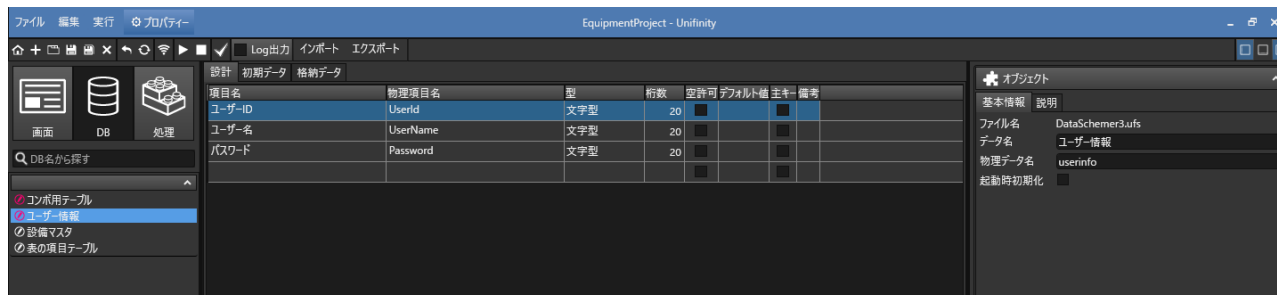 ファイル 編集 実行 プロパティー EquipmentProject - Unifinity
Log出力 インポート エクスポート
設計 初期データ 格納データ
項目名 物理項目名 型 桁数 空許可 デフォルト値 主キー 備考
ユーザーID UserId 文字型 20
ユーザー名 UserName 文字型 20
パスワード Password 文字型 20
画面 DB 処理
DB名から探す
コンボ用テーブル
ユーザー情報
設備マスタ
表の項目テーブル
オブジェクト
基本情報 説明
ファイル名 DataSchemer3.ufs
データ名 ユーザー情報
物理データ名 userinfo
起動時初期化